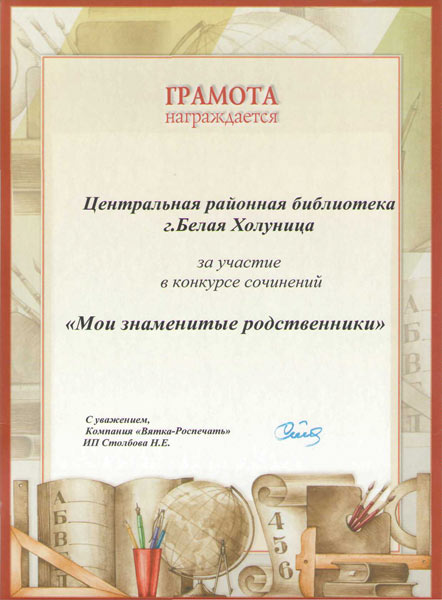 ГРАМОТА
награждается
Центральная районная библиотека
г.Белая Холуница
за участие
в конкурсе сочинений
«Мои знаменитые родственники»
С уважением,
Компания «Вятка-Роспечать»
ИП Столбова Н.Е.
А
Б
В
Г
Д
4
5
6
А
Б
В
Г